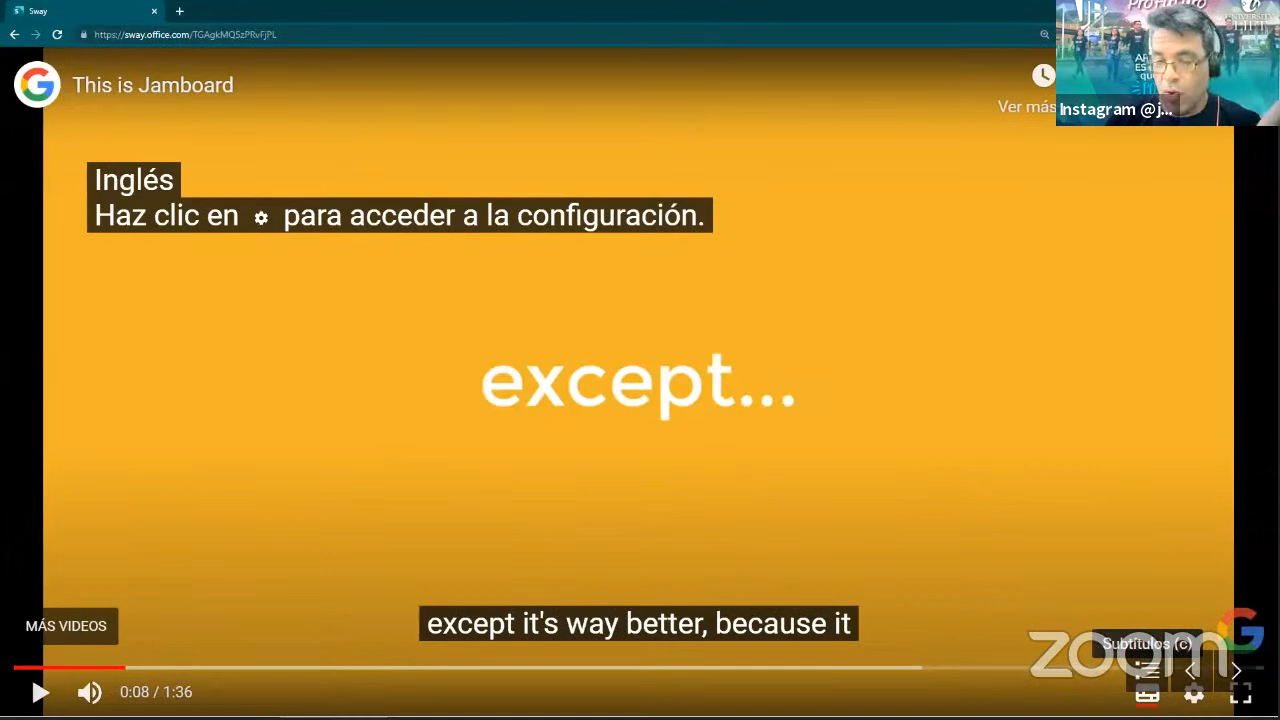 Sway
https://sway.office.com/TGAgkMQSzPRvFjPL
This is Jamboard
Ver más
Instagram @j...
Inglés
Haz clic en para acceder a la configuración.
except...
except it's way better, because it
MÁS VIDEOS
Subtítulos (c)
zoom
0:08 / 1:36